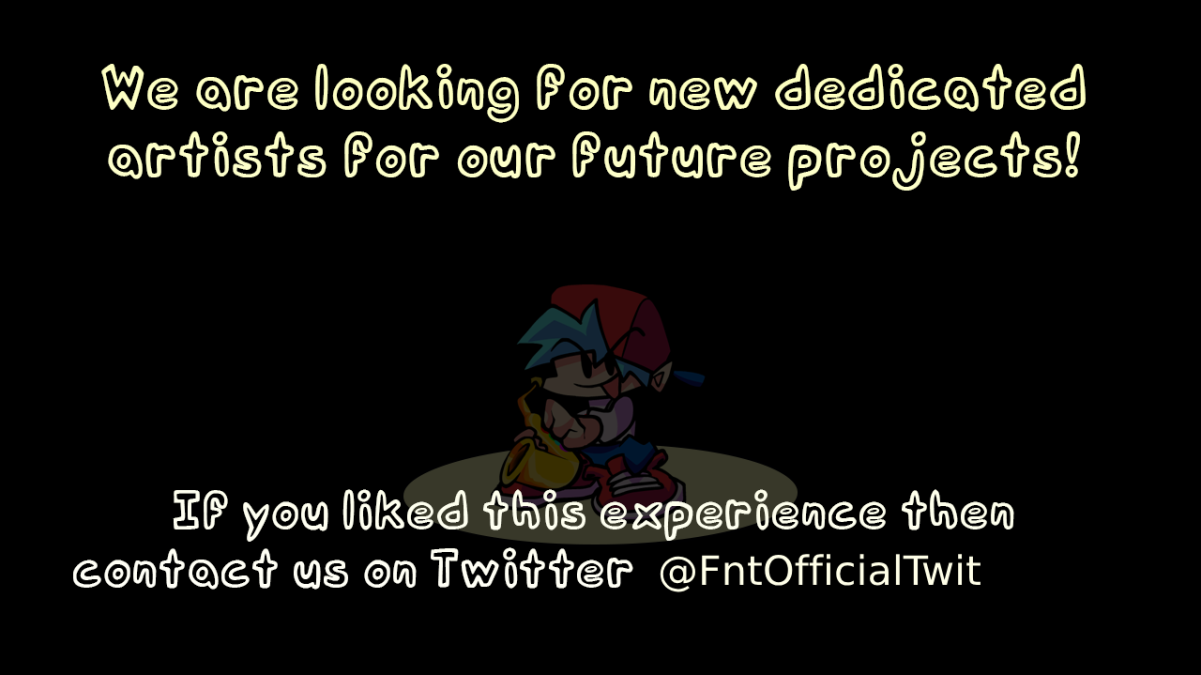 We are looking for new dedicated
artists for our future projects!
If you liked this experience then
contact us on Twitter @FntOfficialTwit